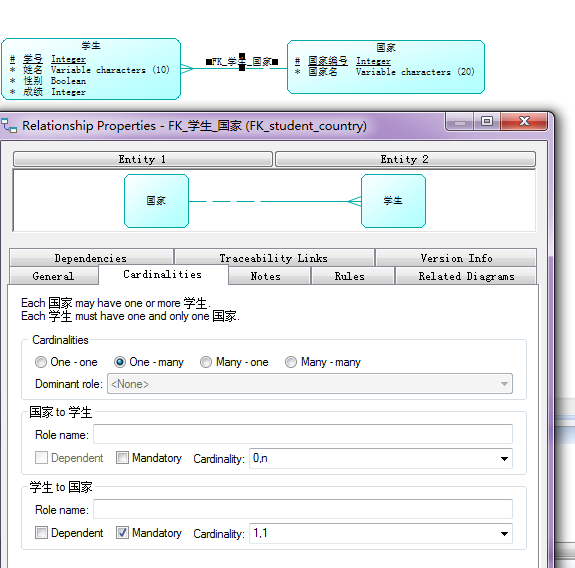 学生
# 学号 Integer
* 姓名 Variable characters (10)
* 性别 Boolean
* 成绩 Integer
FK_学生_国家
国家
# 国家编号 Integer
* 国家名 Variable characters (20)
Relationship Properties - FK_学生_国家 (FK_student_country)
Entity 1
Entity 2
国家
学生
Dependencies
Traceability Links
Version Info
General
Cardinalities
Notes
Rules
Related Diagrams
Each 国家 may have one or more 学生.
Each 学生 must have one and only one 国家.
Cardinalities
One - one
One - many
Many - one
Many - many
Dominant role: <None>
国家 to 学生
Role name:
Dependent
Mandatory
Cardinality: 0,n
学生 to 国家
Role name:
Dependent
Mandatory
Cardinality: 1,1